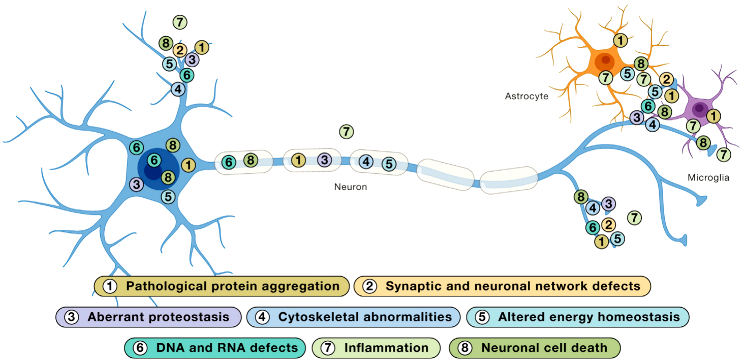 7
8 2 1
5 3
6
4
1
8
7 5 7 2
5 1
6 8
3 4 7
1
8
7
Astrocyte
Microglia
7
6 8
6 1
3 8
5
6 8 1 3 4 5
Neuron
8 3
4 7
6 2
1 5
1 Pathological protein aggregation 2 Synaptic and neuronal network defects
3 Aberrant proteostasis 4 Cytoskeletal abnormalities 5 Altered energy homeostasis
6 DNA and RNA defects 7 Inflammation 8 Neuronal cell death